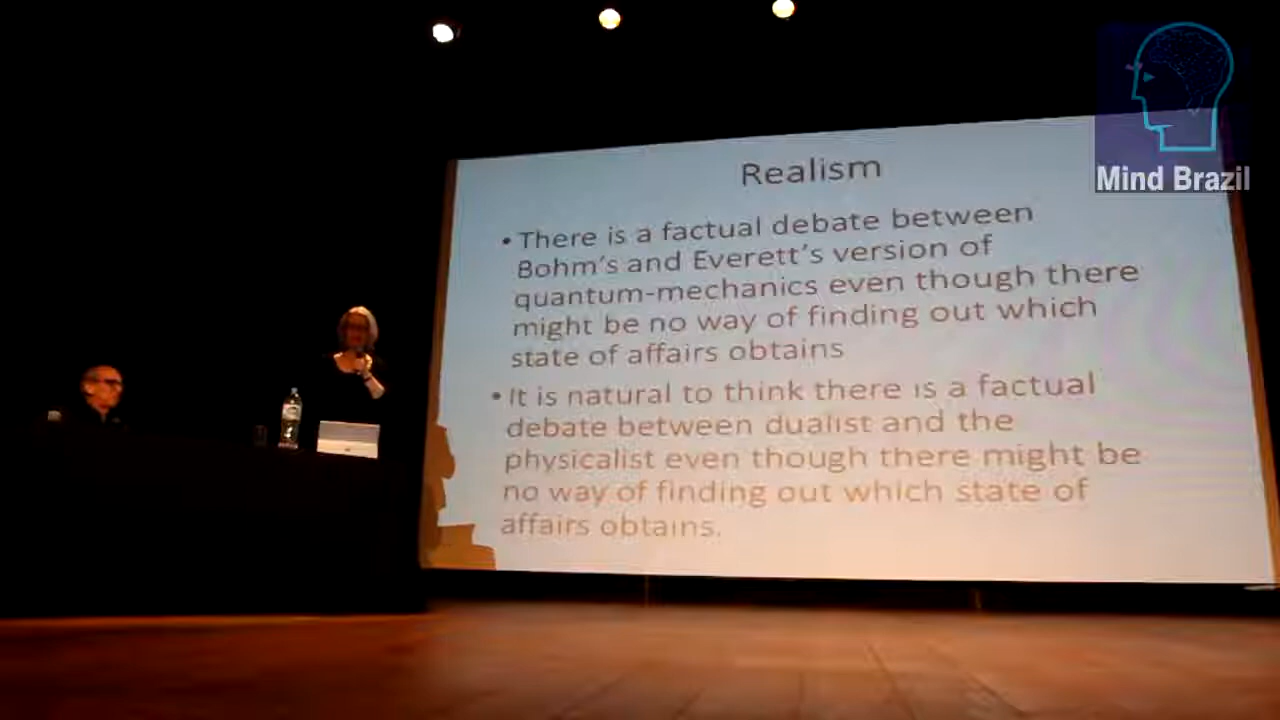 Mind Brazil
Realism
• There is a factual debate between
Bohm's and Everett's version of
quantum-mechanics even though there
might be no way of finding out which
state of affairs obtains
• It is natural to think there is a factual
debate between dualist and the
physicalist even though there might be
no way of finding out which state of
affairs obtains.